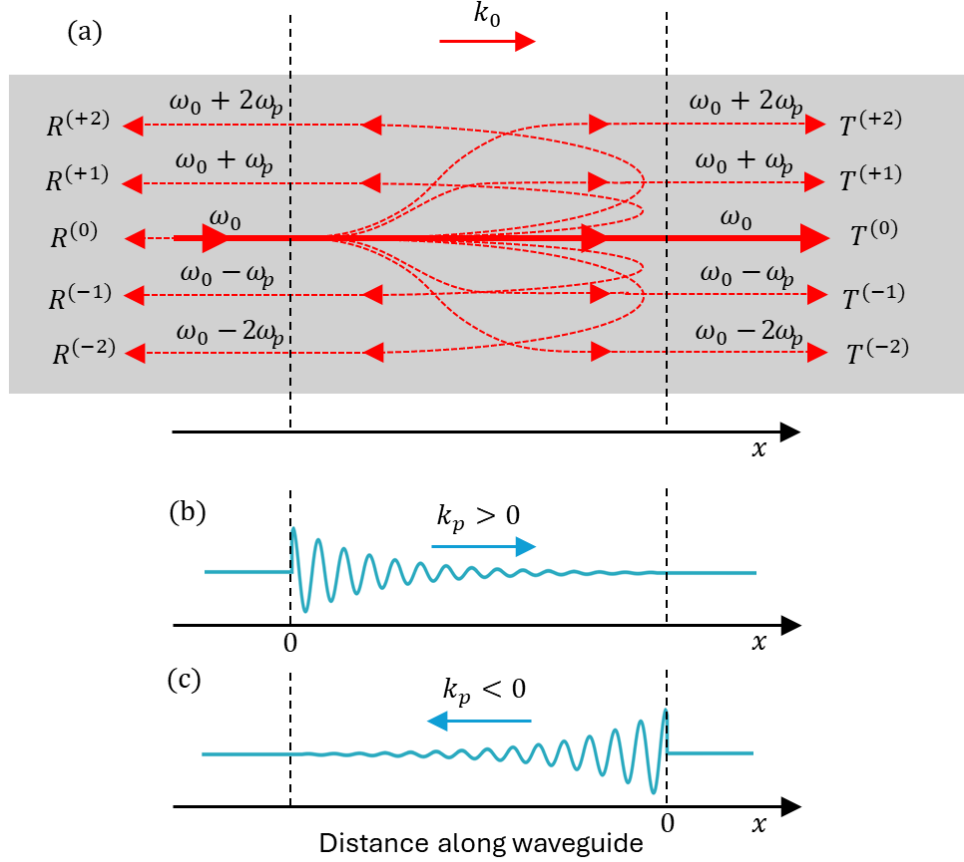 (a) k₀
R⁽⁺²⁾ ω₀ + 2ωₚ ω₀ + 2ωₚ T⁽⁺²⁾
R⁽⁺¹⁾ ω₀ + ωₚ ω₀ + ωₚ T⁽⁺¹⁾
R⁽⁰⁾ ω₀ ω₀ T⁽⁰⁾
R⁽⁻¹⁾ ω₀ − ωₚ ω₀ − ωₚ T⁽⁻¹⁾
R⁽⁻²⁾ ω₀ − 2ωₚ ω₀ − 2ωₚ T⁽⁻²⁾
x
(b) kₚ > 0
0 x
(c) kₚ < 0
0 x
Distance along waveguide